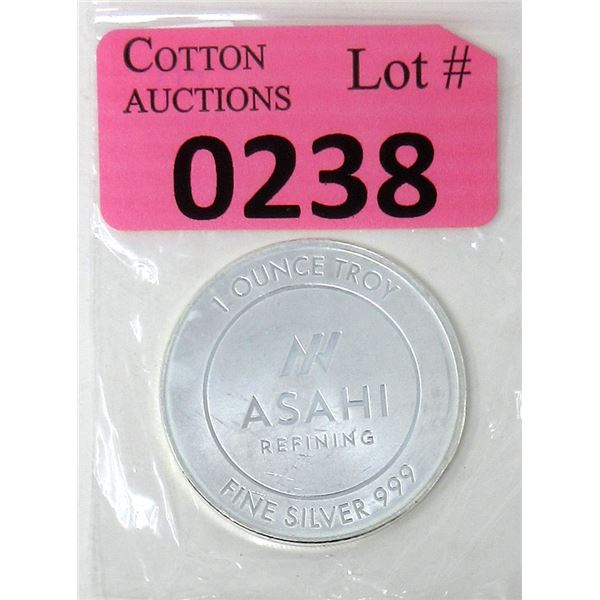 COTTON
AUCTIONS
Lot #
0238
1 OUNCE TROY
ASAHI
REFINING
FINE SILVER 999